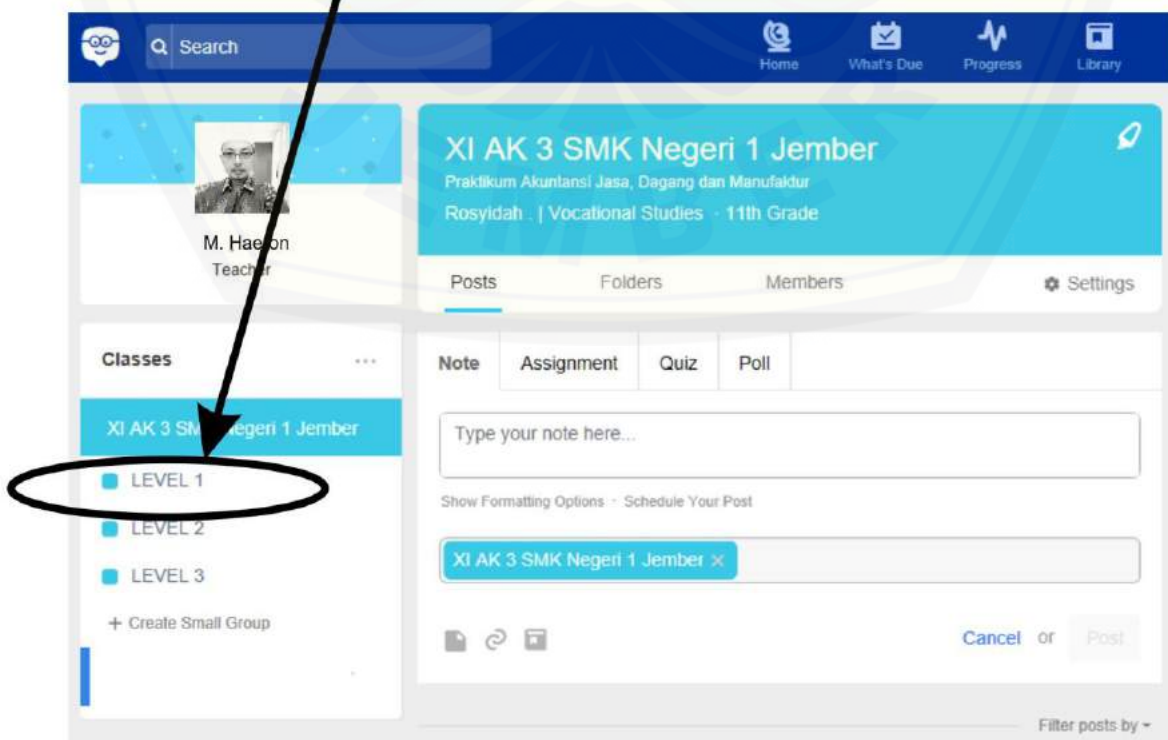 Search
Home
What's Due
Progress
Library
M. Hae on
Teacher
XI AK 3 SMK Negeri 1 Jember
Praktikum Akuntansi Jasa, Dagang dan Manufaktur
Rosyidah . | Vocational Studies · 11th Grade
Posts
Folders
Members
Settings
Classes
XI AK 3 SM Negeri 1 Jember
LEVEL 1
LEVEL 2
LEVEL 3
+ Create Small Group
Note
Assignment
Quiz
Poll
Type your note here...
Show Formatting Options · Schedule Your Post
XI AK 3 SMK Negeri 1 Jember ×
Cancel or Post
Filter posts by